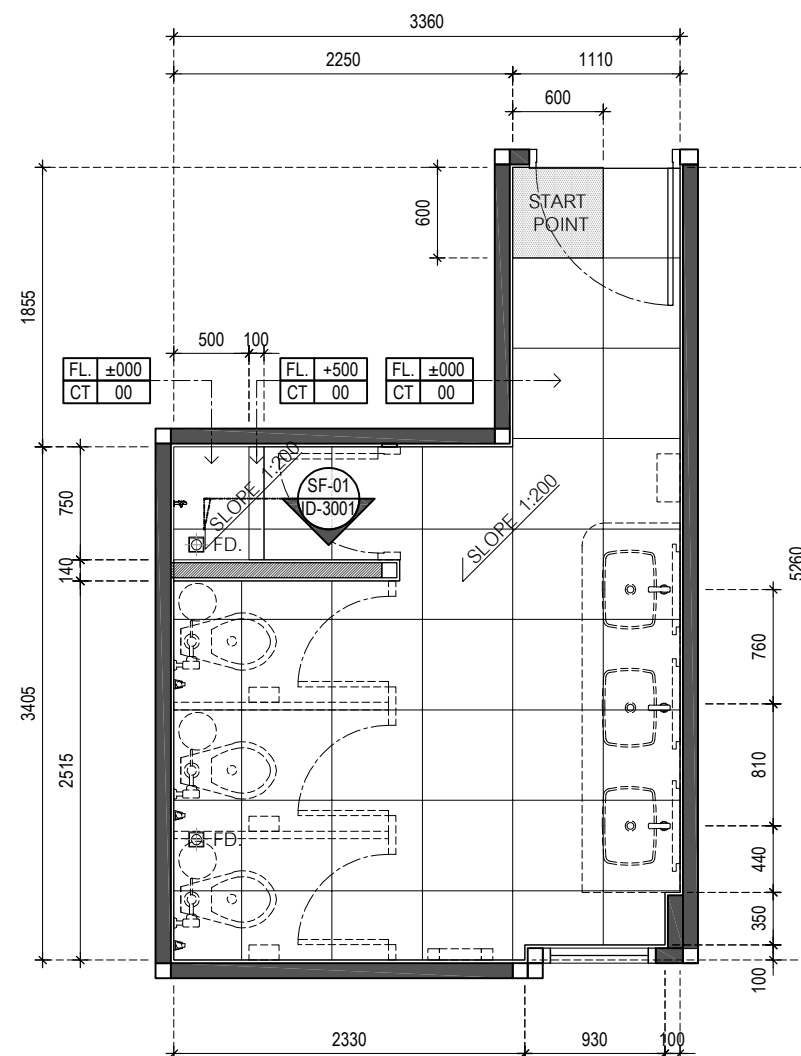 3360
2250
1110
600
START
POINT
600
1855
500
100
FL. ±000
CT 00
FL. +500
CT 00
FL. ±000
CT 00
SLOPE 1:200
SF-01
ID-3001
SLOPE 1:200
750
FD.
140
5260
760
3405
2515
810
FD.
440
350
100
2330
930
100